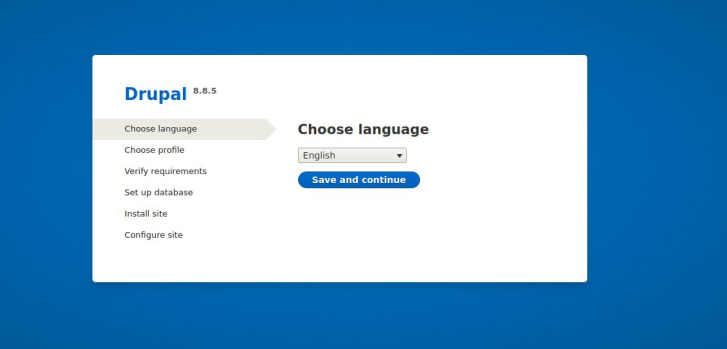 Drupal 8.8.5
Choose language
Choose profile
Verify requirements
Set up database
Install site
Configure site
Choose language
English
Save and continue